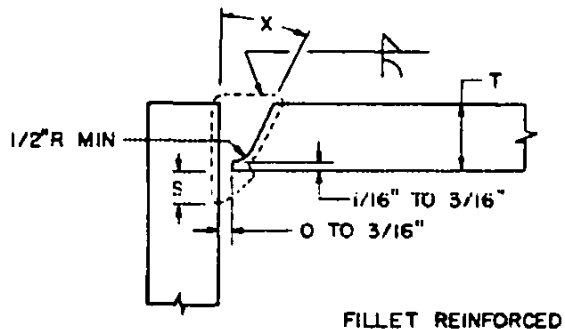 X
T
1/2"R MIN
S
1/16" TO 3/16"
0 TO 3/16"
FILLET REINFORCED